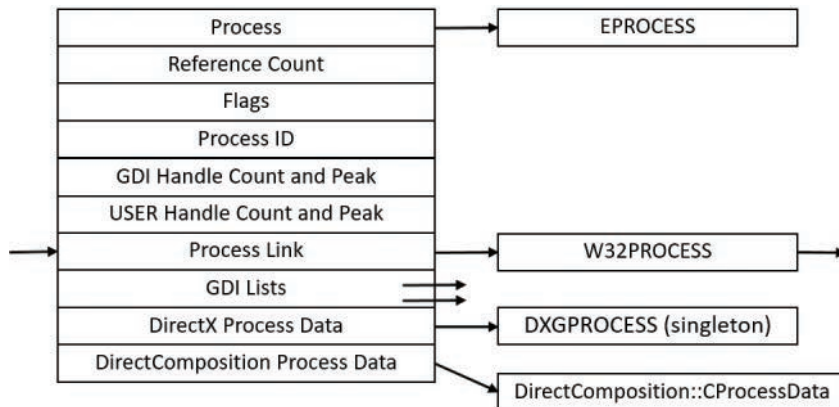 Process
EPROCESS
Reference Count
Flags
Process ID
GDI Handle Count and Peak
USER Handle Count and Peak
Process Link
W32PROCESS
GDI Lists
DirectX Process Data
DXGPROCESS (singleton)
DirectComposition Process Data
DirectComposition::CProcessData